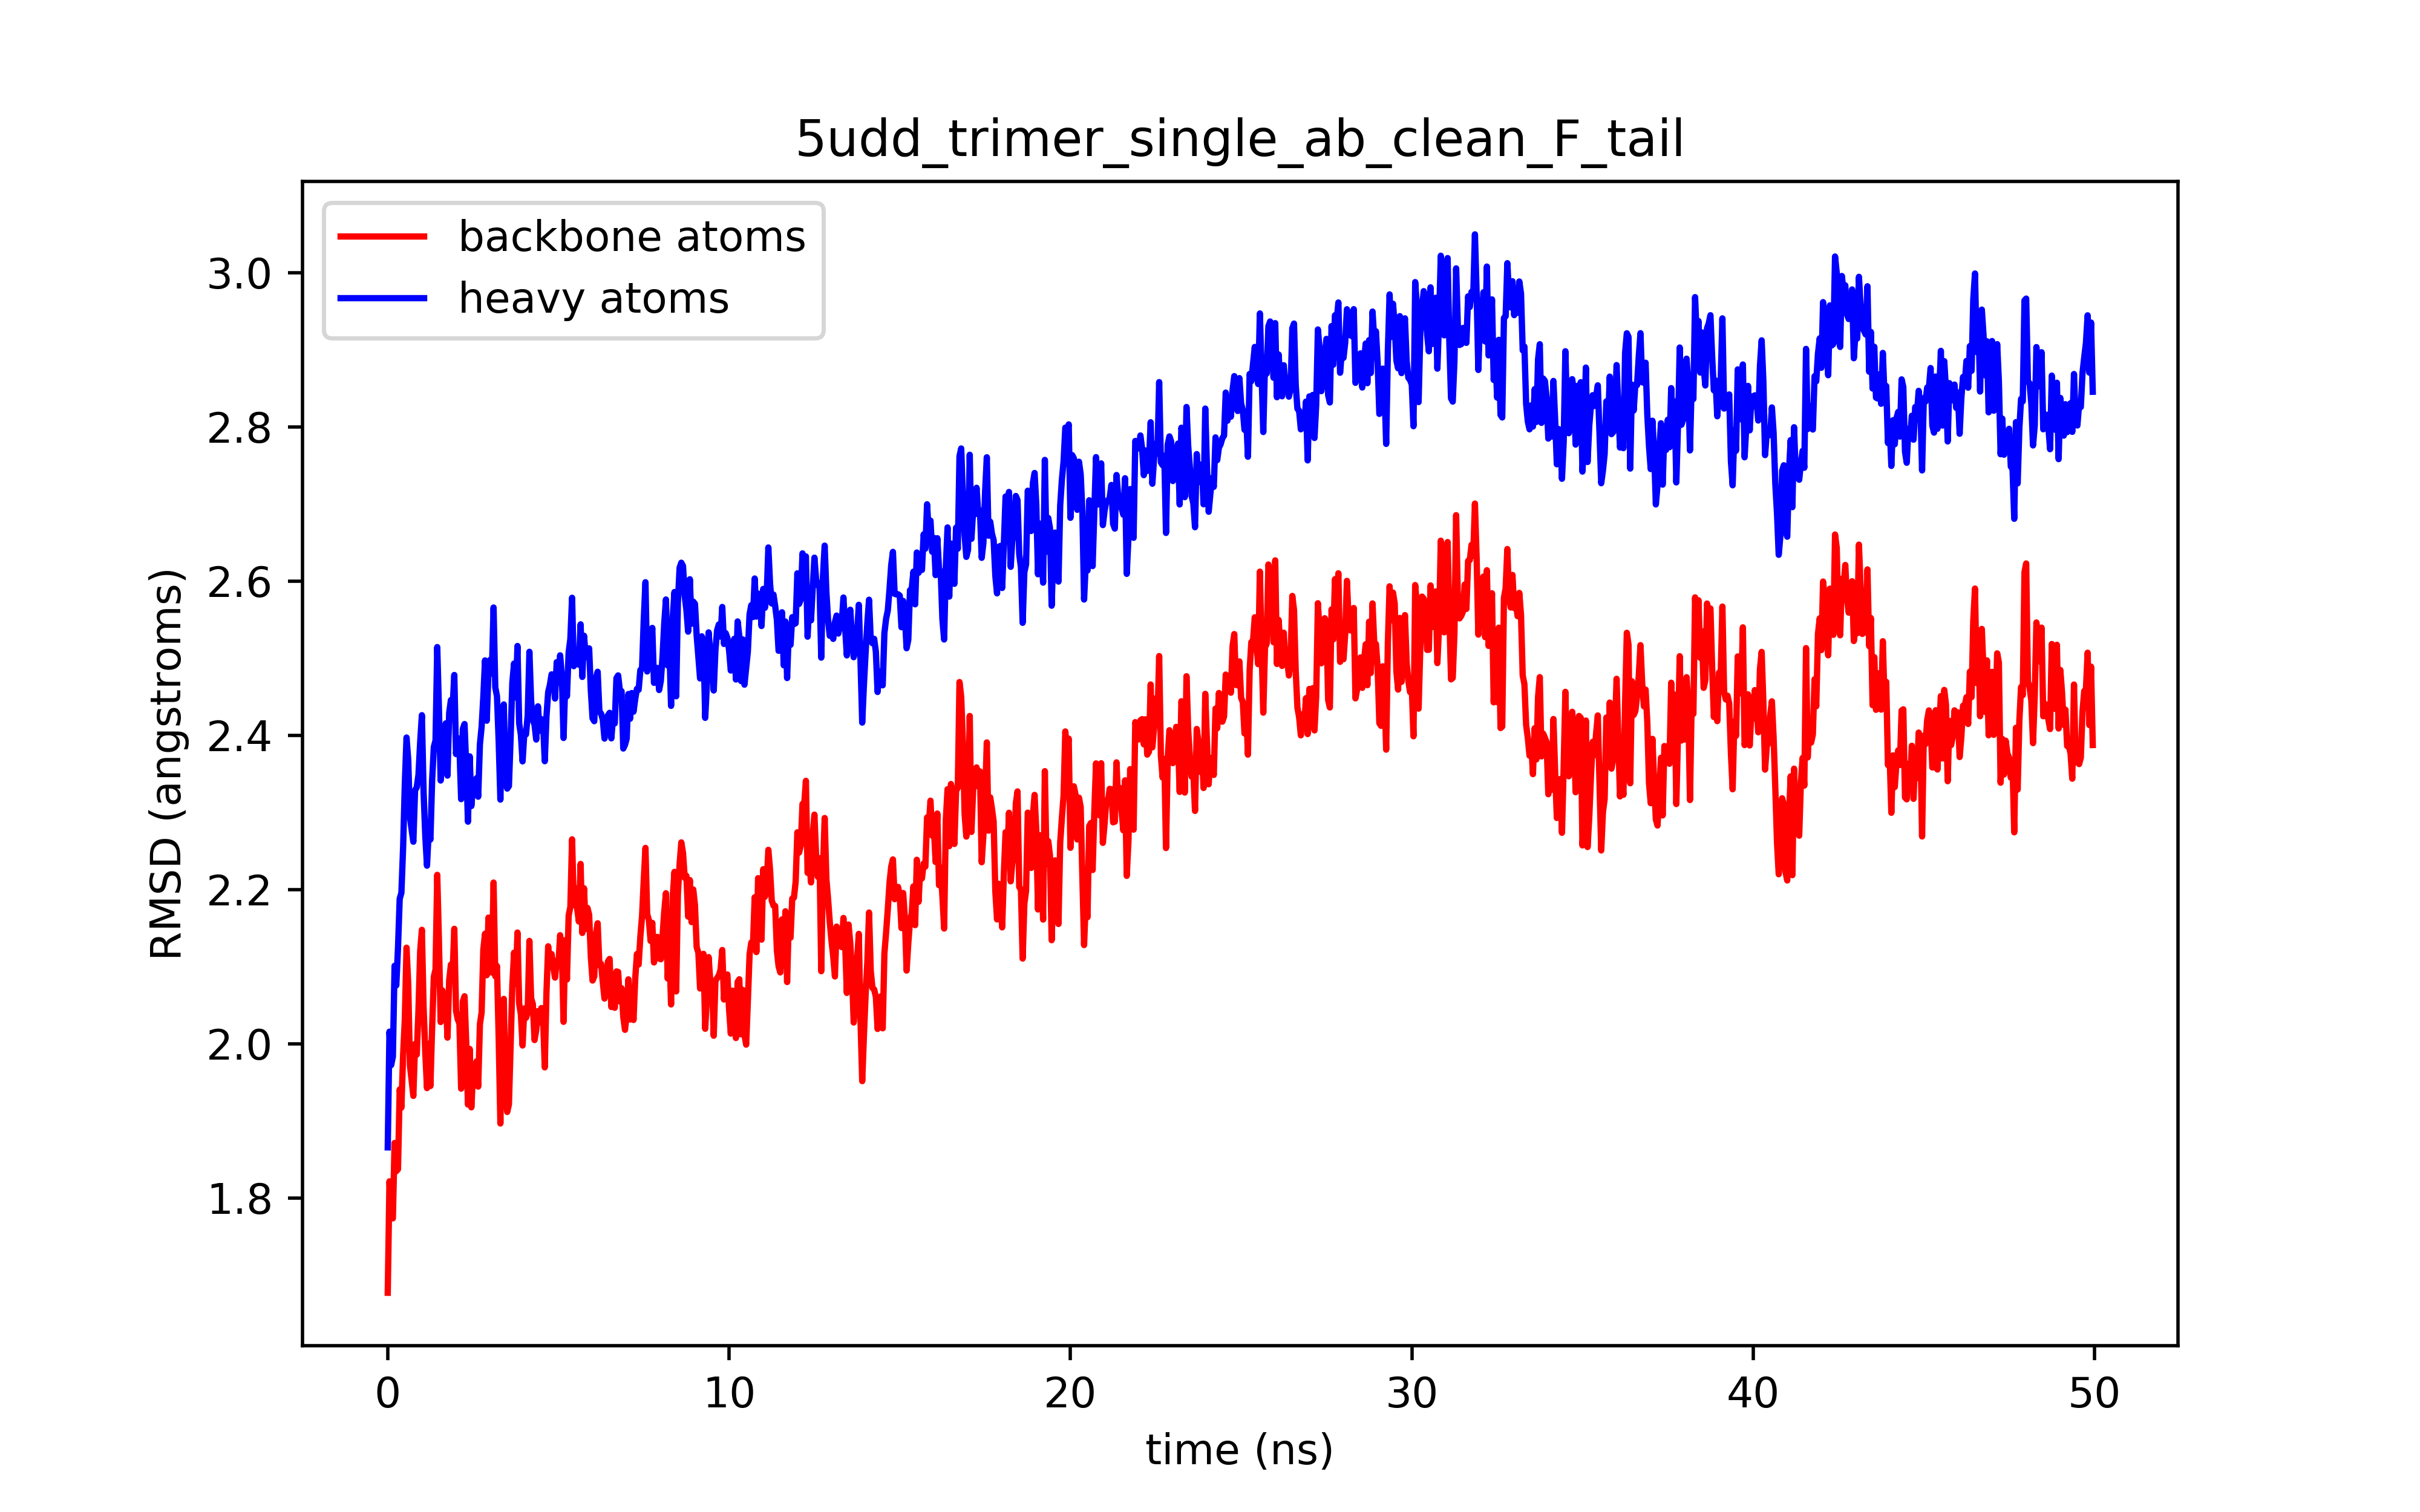 5udd_trimer_single_ab_clean_F_tail
backbone atoms
heavy atoms
3.0
2.8
2.6
2.4
2.2
2.0
1.8
RMSD (angstroms)
0 10 20 30 40 50
time (ns)